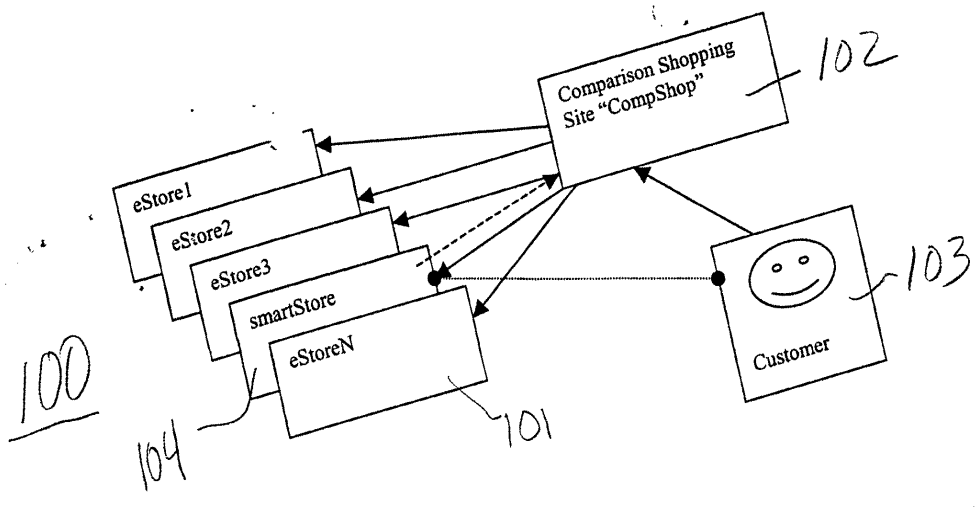 Comparison Shopping
Site “CompShop”
102
eStore1
eStore2
eStore3
smartStore
eStoreN
Customer
103
100
104
101